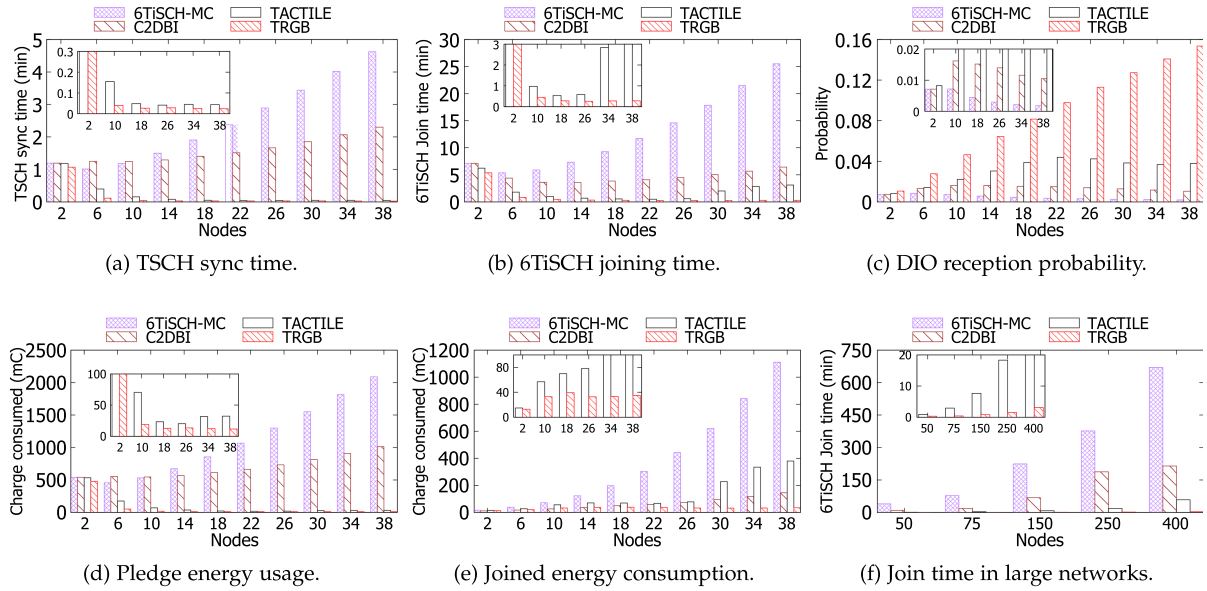 6TiSCH-MC TACTILE
C2DBI TRGB
TSCH sync time (min)
5
4
3
2
1
0
0.3
0.2
0.1
0
2 10 18 26 34 38
2 6 10 14 18 22 26 30 34 38
Nodes
(a) TSCH sync time.
6TiSCH-MC TACTILE
C2DBI TRGB
6TiSCH Join time (min)
30
25
20
15
10
5
0
3
2
1
0
2 10 18 26 34 38
2 6 10 14 18 22 26 30 34 38
Nodes
(b) 6TiSCH joining time.
6TiSCH-MC TACTILE
C2DBI TRGB
Probability
0.16
0.12
0.08
0.04
0.00
0.02
0.01
0.00
2 10 18 26 34 38
2 6 10 14 18 22 26 30 34 38
Nodes
(c) DIO reception probability.
6TiSCH-MC TACTILE
C2DBI TRGB
Charge consumed (mC)
2500
2000
1500
1000
500
0
100
50
0
2 10 18 26 34 38
2 6 10 14 18 22 26 30 34 38
Nodes
(d) Pledge energy usage.
6TiSCH-MC TACTILE
C2DBI TRGB
Charge consumed (mC)
1200
1000
800
600
400
200
0
80
40
0
2 10 18 26 34 38
2 6 10 14 18 22 26 30 34 38
Nodes
(e) Joined energy consumption.
6TiSCH-MC TACTILE
C2DBI TRGB
6TiSCH Join time (min)
750
600
450
300
150
0
20
10
0
50 75 150 250 400
50 75 150 250 400
Nodes
(f) Join time in large networks.